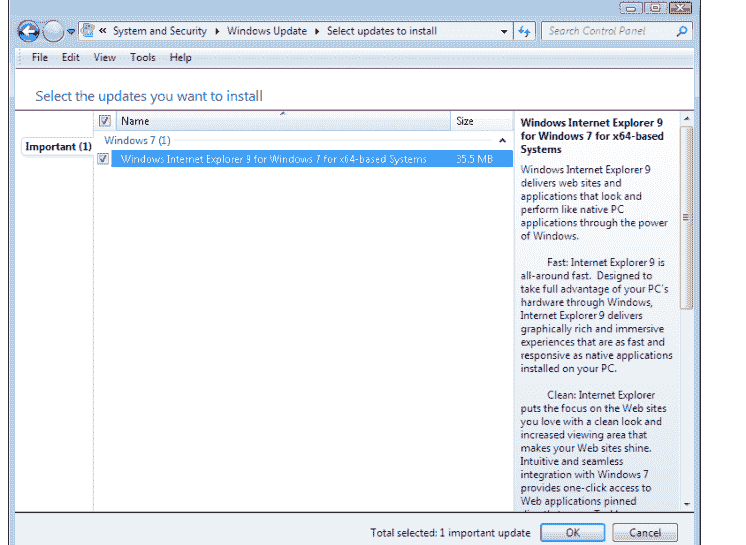 « System and Security ▸ Windows Update ▸ Select updates to install
Search Control Panel
File Edit View Tools Help
Select the updates you want to install
Name Size
Important (1)
Windows 7 (1)
Windows Internet Explorer 9 for Windows 7 for x64-based Systems 35.5 MB
Windows Internet Explorer 9
for Windows 7 for x64-based
Systems
Windows Internet Explorer 9
delivers web sites and
applications that look and
perform like native PC
applications through the power
of Windows.
Fast: Internet Explorer 9 is
all-around fast. Designed to
take full advantage of your PC's
hardware through Windows,
Internet Explorer 9 delivers
graphically rich and immersive
experiences that are as fast and
responsive as native applications
installed on your PC.
Clean: Internet Explorer
puts the focus on the Web sites
you love with a clean look and
increased viewing area that
makes your Web sites shine.
Intuitive and seamless
integration with Windows 7
provides one-click access to
Web applications pinned
Total selected: 1 important update
OK Cancel